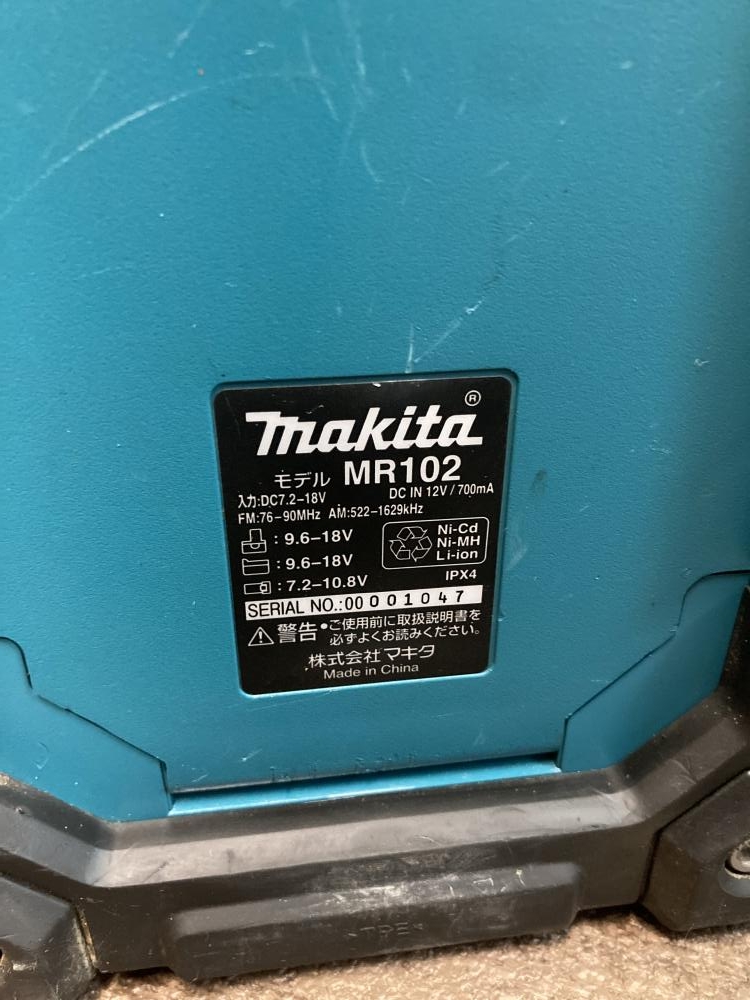 makita®
モデル MR102
入力:DC7.2-18V DC IN 12V / 700mA
FM:76-90MHz AM:522-1629kHz
: 9.6-18V
: 9.6-18V
: 7.2-10.8V
Ni-Cd
Ni-MH
Li-ion
IPX4
SERIAL NO.:00 001047
警告 •ご使用前に取扱説明書を
必ずよくお読みください。
株式会社マキタ
Made in China